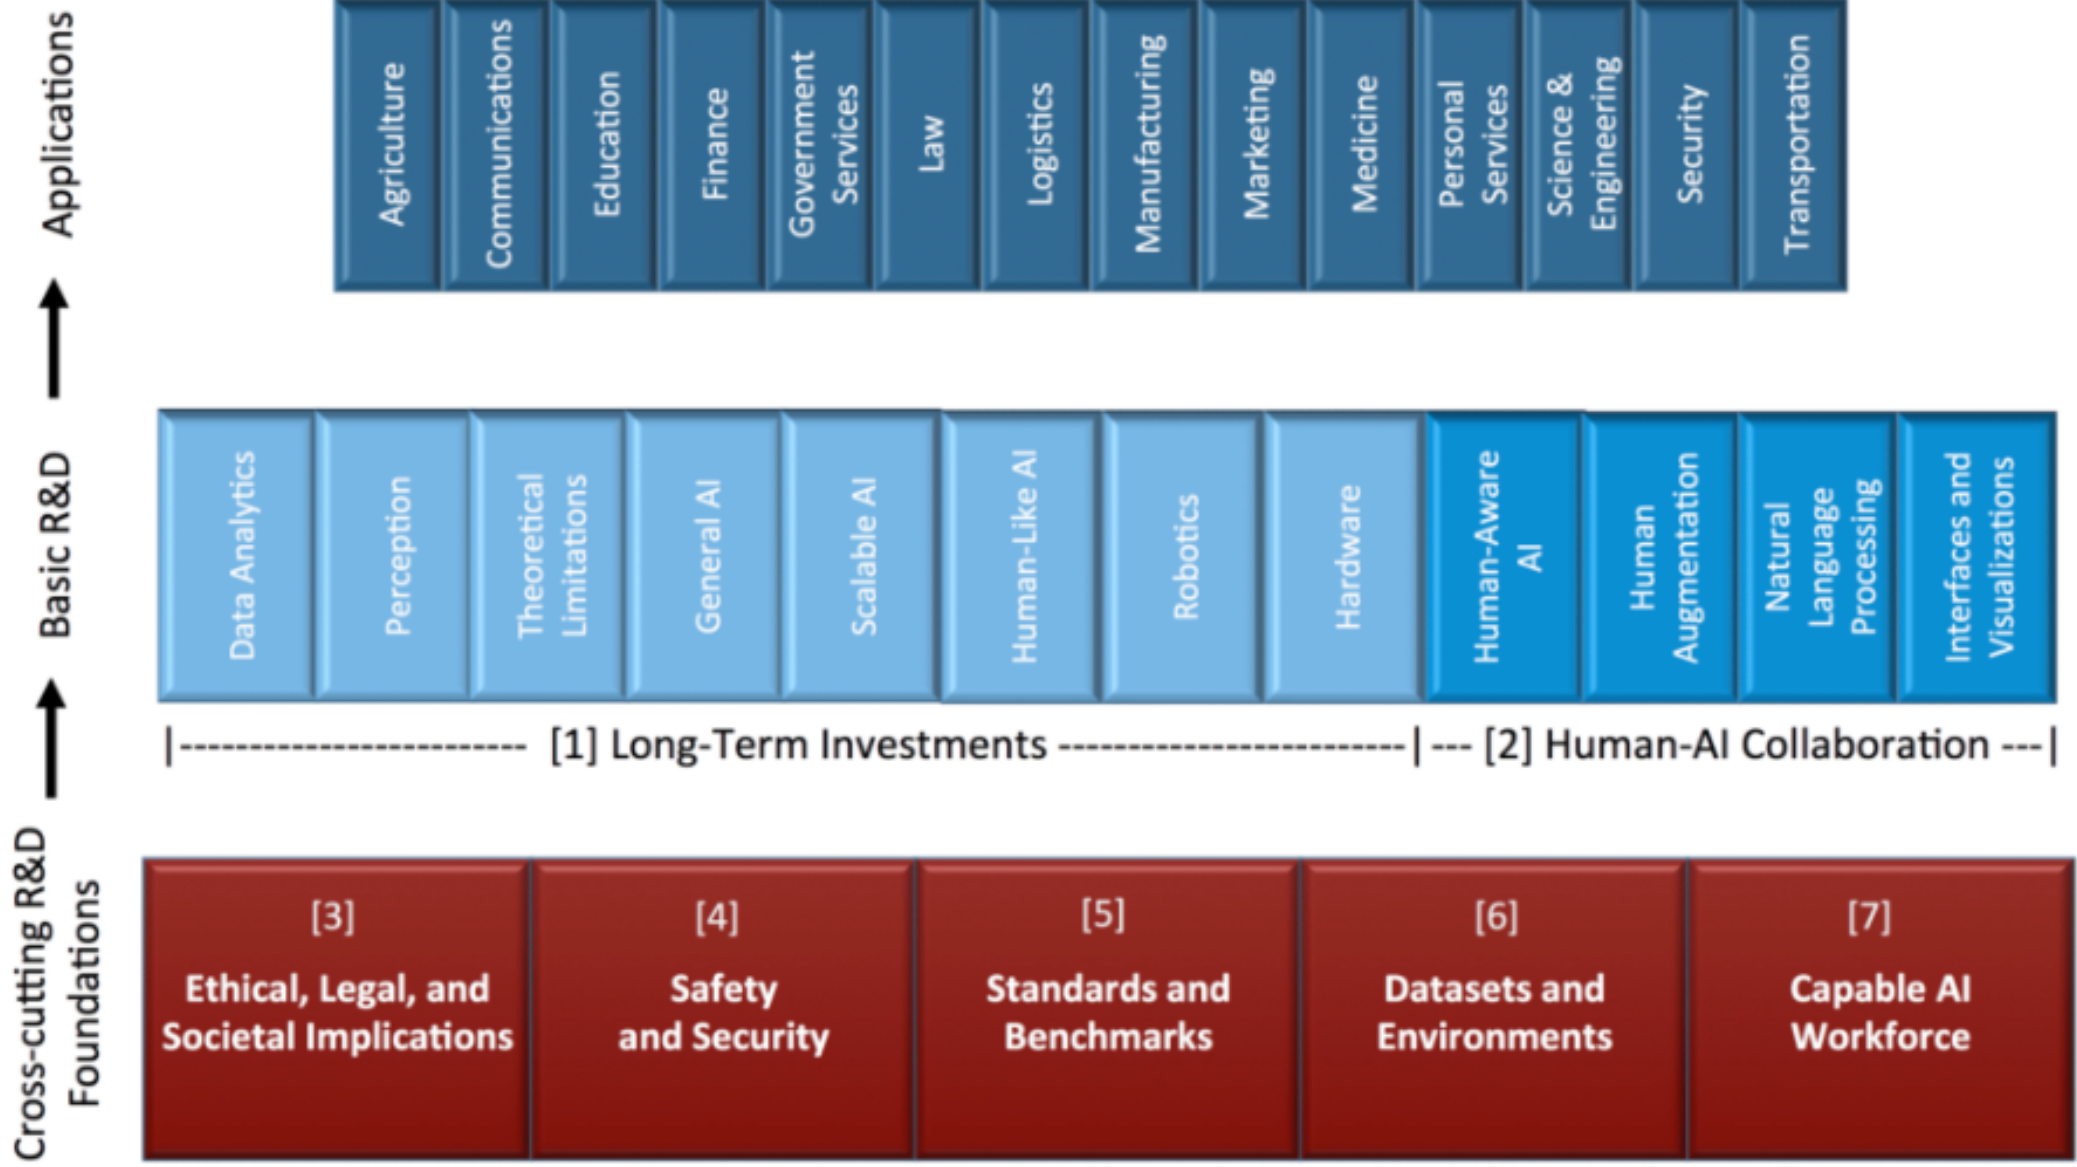 Applications
Agriculture
Communications
Education
Finance
Government
Services
Law
Logistics
Manufacturing
Marketing
Medicine
Personal
Services
Science &
Engineering
Security
Transportation
Basic R&D
Data Analytics
Perception
Theoretical
Limitations
General AI
Scalable AI
Human-Like AI
Robotics
Hardware
Human-Aware
AI
Human
Augmentation
Natural
Language
Processing
Interfaces and
Visualizations
|------------------------- [1] Long-Term Investments -------------------------| --- [2] Human-AI Collaboration ---|
Cross-cutting R&D
Foundations
[3]
Ethical, Legal, and
Societal Implications
[4]
Safety
and Security
[5]
Standards and
Benchmarks
[6]
Datasets and
Environments
[7]
Capable AI
Workforce